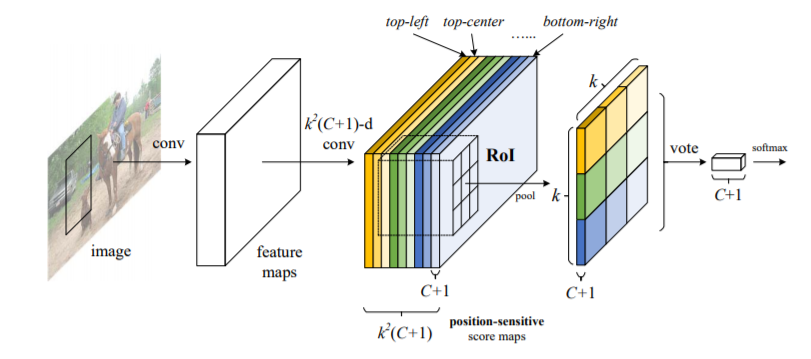 top-left top-center bottom-right
......
k²(C+1)-d
conv
conv
RoI
pool
k
k
vote
softmax
C+1
image
feature
maps
C+1
C+1
k²(C+1)
position-sensitive
score maps